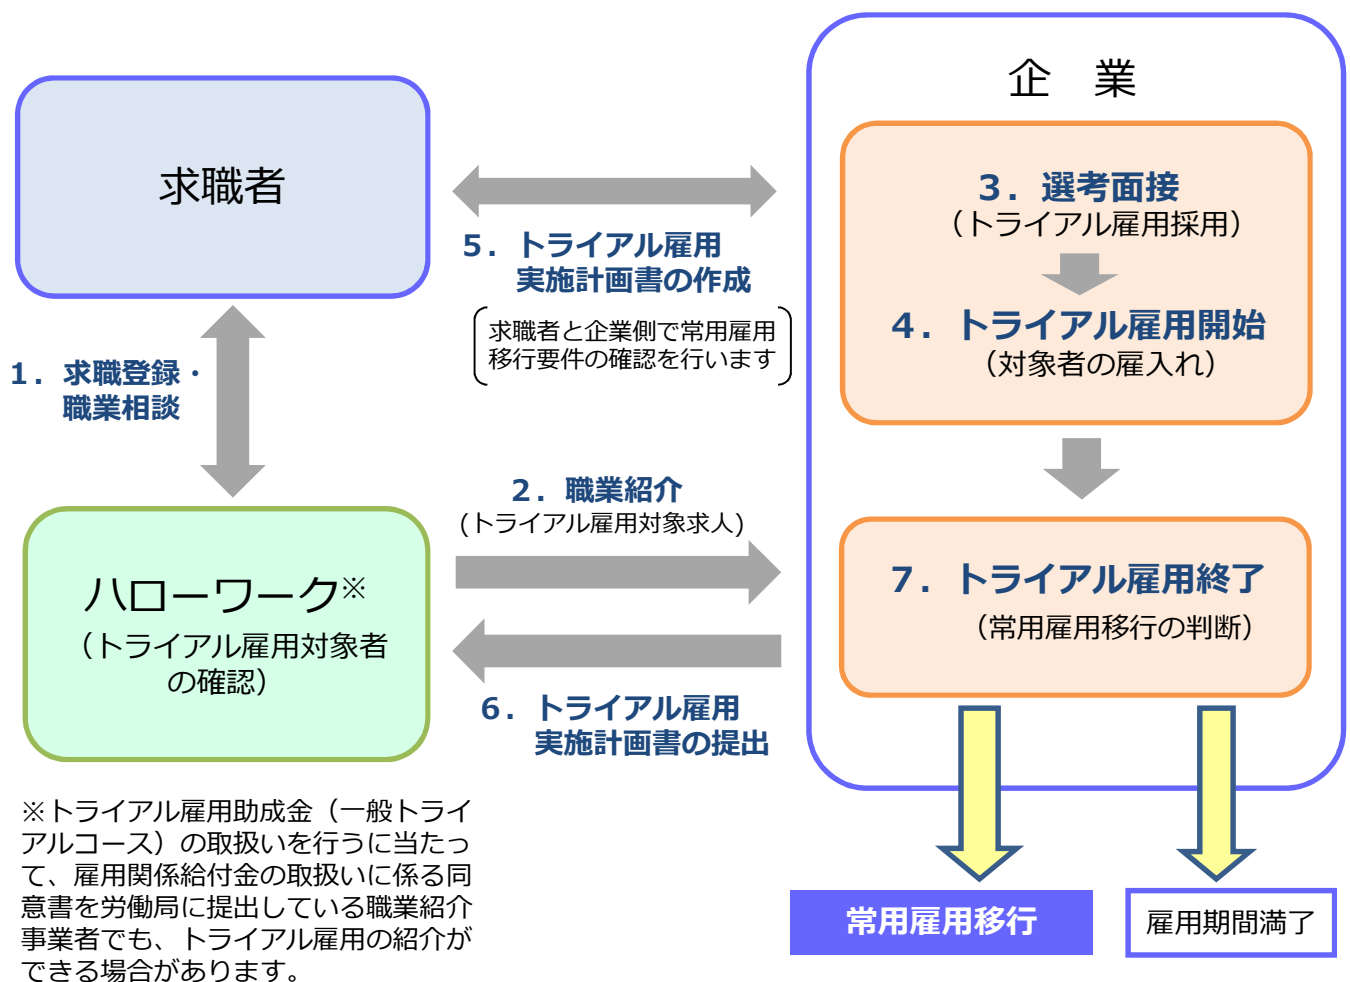 企　業
求職者
3．選考面接
（トライアル雇用採用）
4．トライアル雇用開始
（対象者の雇入れ）
5．トライアル雇用
実施計画書の作成
求職者と企業側で常用雇用
移行要件の確認を行います
1．求職登録・
職業相談
2．職業紹介
(トライアル雇用対象求人)
ハローワーク※
（トライアル雇用対象者
の確認）
7．トライアル雇用終了
（常用雇用移行の判断）
6．トライアル雇用
実施計画書の提出
※トライアル雇用助成金（一般トライ
アルコース）の取扱いを行うに当たっ
て、雇用関係給付金の取扱いに係る同
意書を労働局に提出している職業紹介
事業者でも、トライアル雇用の紹介が
できる場合があります。
常用雇用移行
雇用期間満了